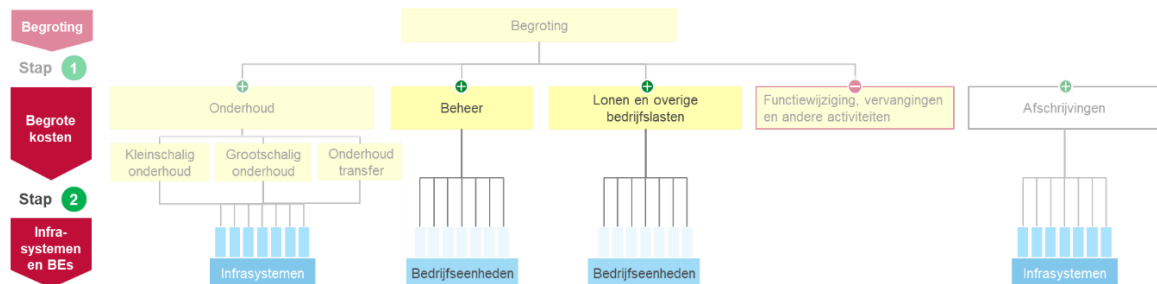 Begroting
Begroting
Stap 1
Begrote
kosten
Onderhoud
Beheer
Lonen en overige
bedrijfslasten
Functiewijziging, vervangingen
en andere activiteiten
Afschrijvingen
Kleinschalig
onderhoud
Grootschalig
onderhoud
Onderhoud
transfer
Stap 2
Infra-
systemen
en BEs
Infrasystemen
Bedrijfseenheden
Bedrijfseenheden
Infrasystemen